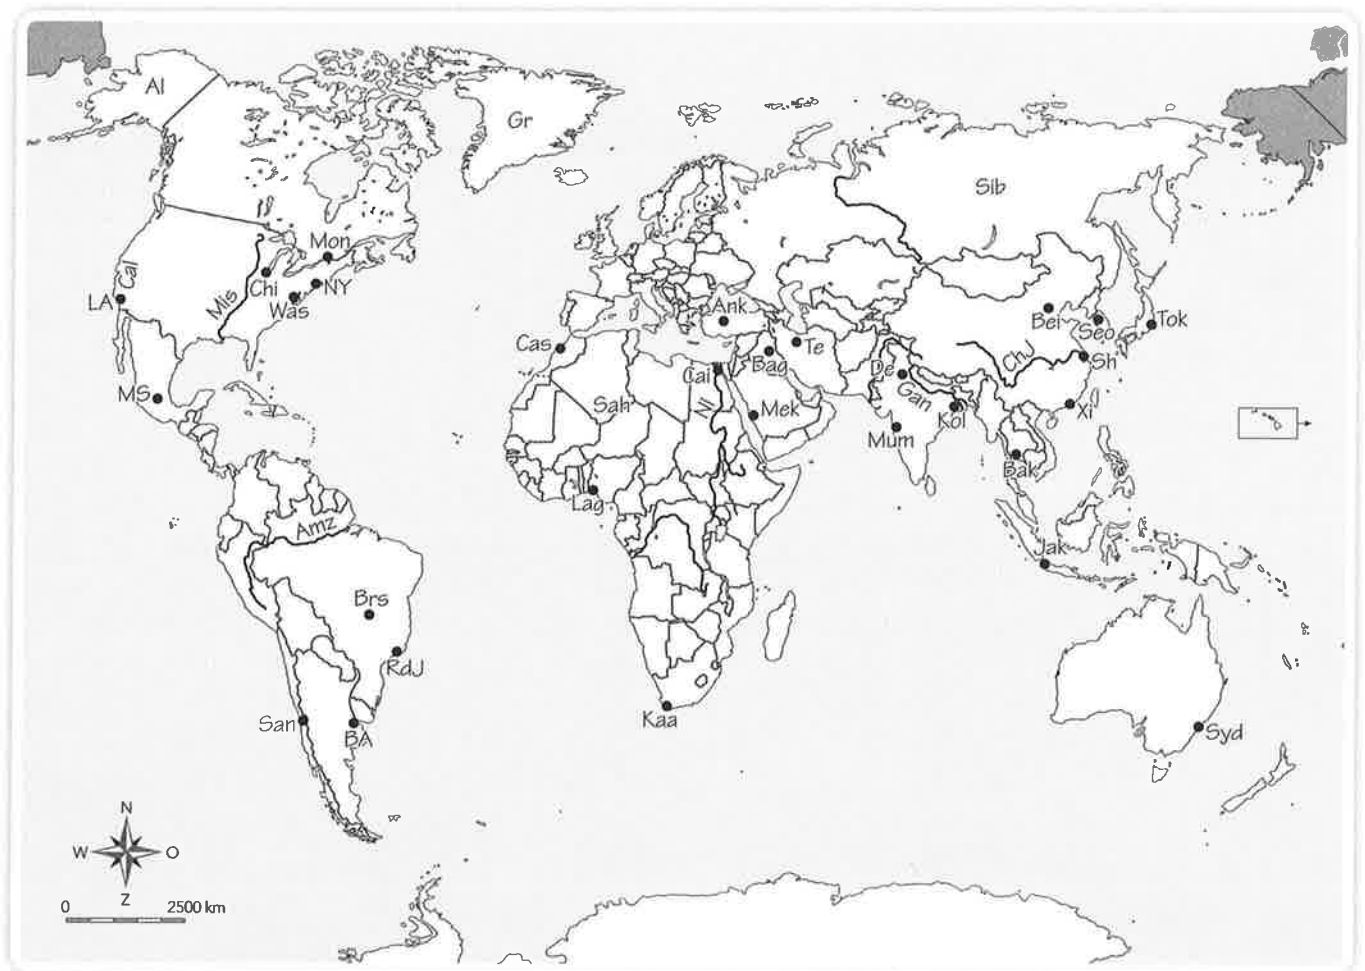 Al
Gr
Sib
Mon
Cal
Chi
NY
LA
Mis
Was
Ank
Bei
Seo
Tok
Cas
Te
Bag
ChJ
Sh
Cai
De
MS
Sah
Nl
Mek
Gan
Kol
Xi
Mum
Bak
Lag
Amz
Jak
Brs
RdJ
San
BA
Kaa
Syd
N
W
O
Z
0 2500 km